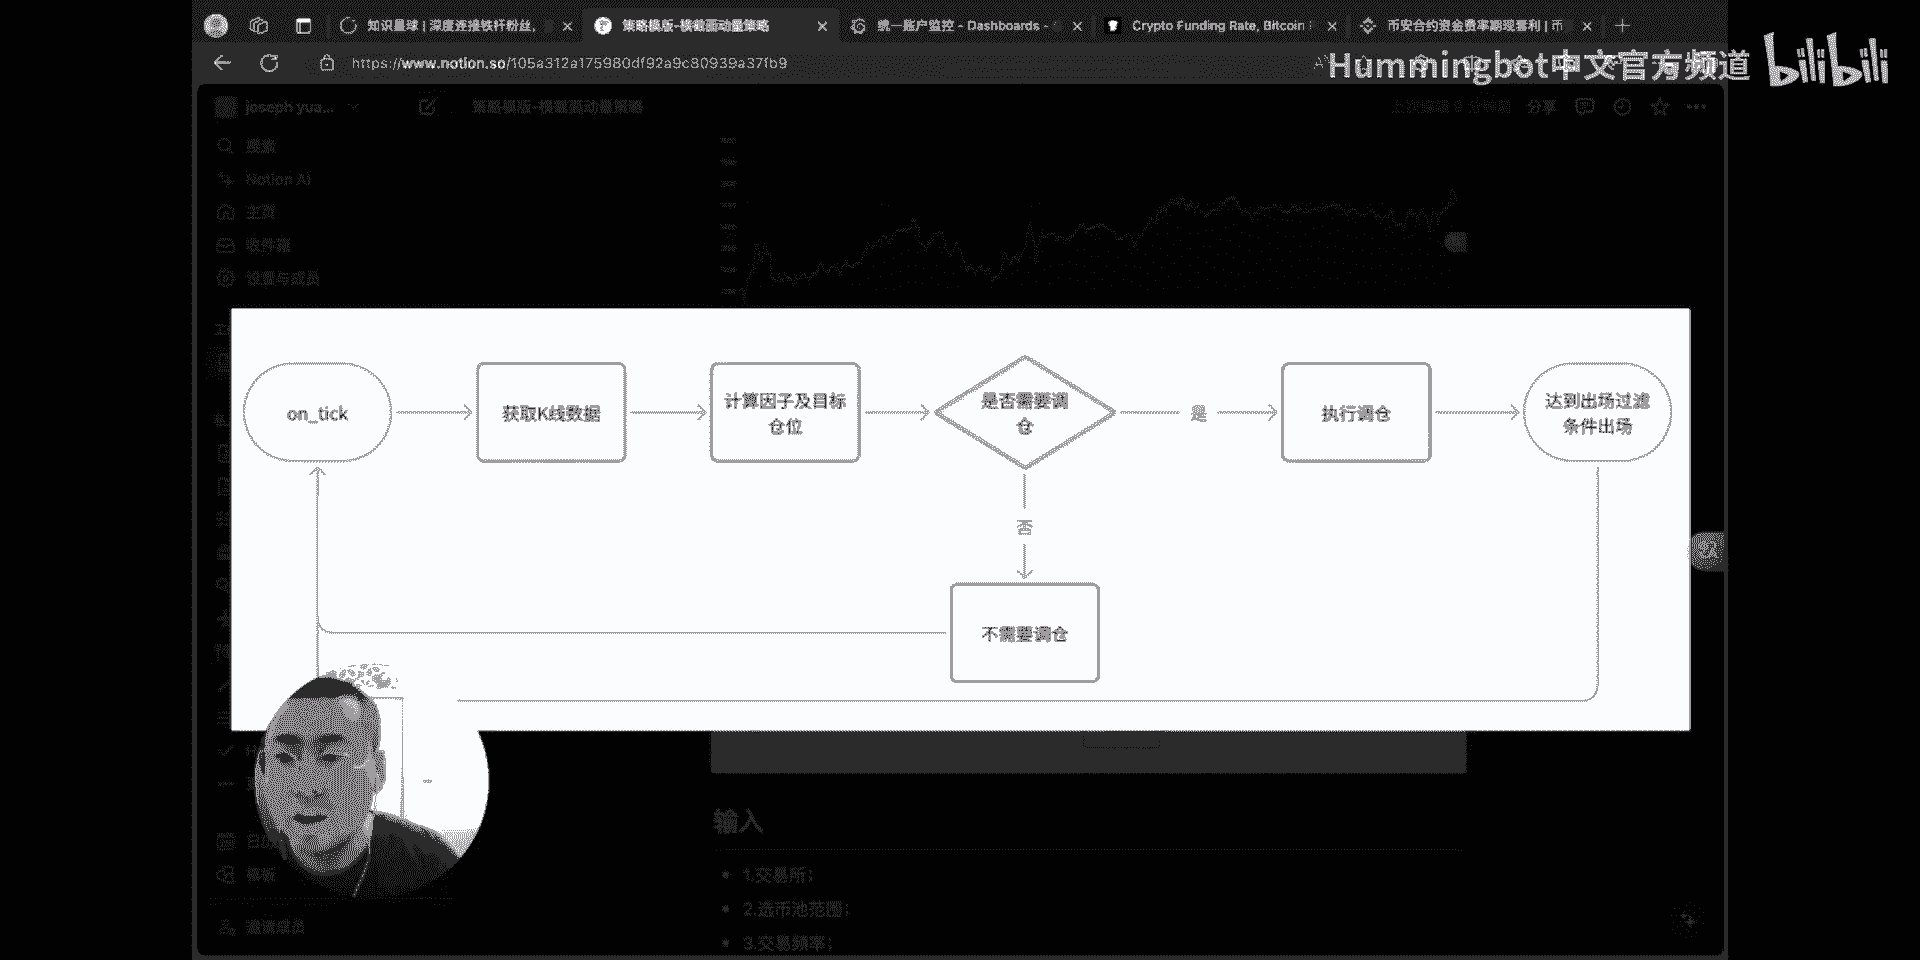 知识星球 | 深度连接铁杆粉丝,
策略模版-横截面动量策略
统一账户监控 - Dashboards -
Crypto Funding Rate, Bitcoin
币安合约资金费率期现套利 | 币
https://www.notion.so/105a312a175980df92a9c80939a37fb9
Hummingbot中文官方频道
bilibili
joseph yua...
策略模版-横截面动量策略
分享
搜索
Notion AI
主页
收件箱
设置与成员
on_tick
获取K线数据
计算因子及目标
仓位
是否需要调
仓
是
执行调仓
达到出场过滤
条件出场
否
不需要调仓
输入
1.交易所;
2.选币池范围;
3.交易频率;
模板
邀请成员